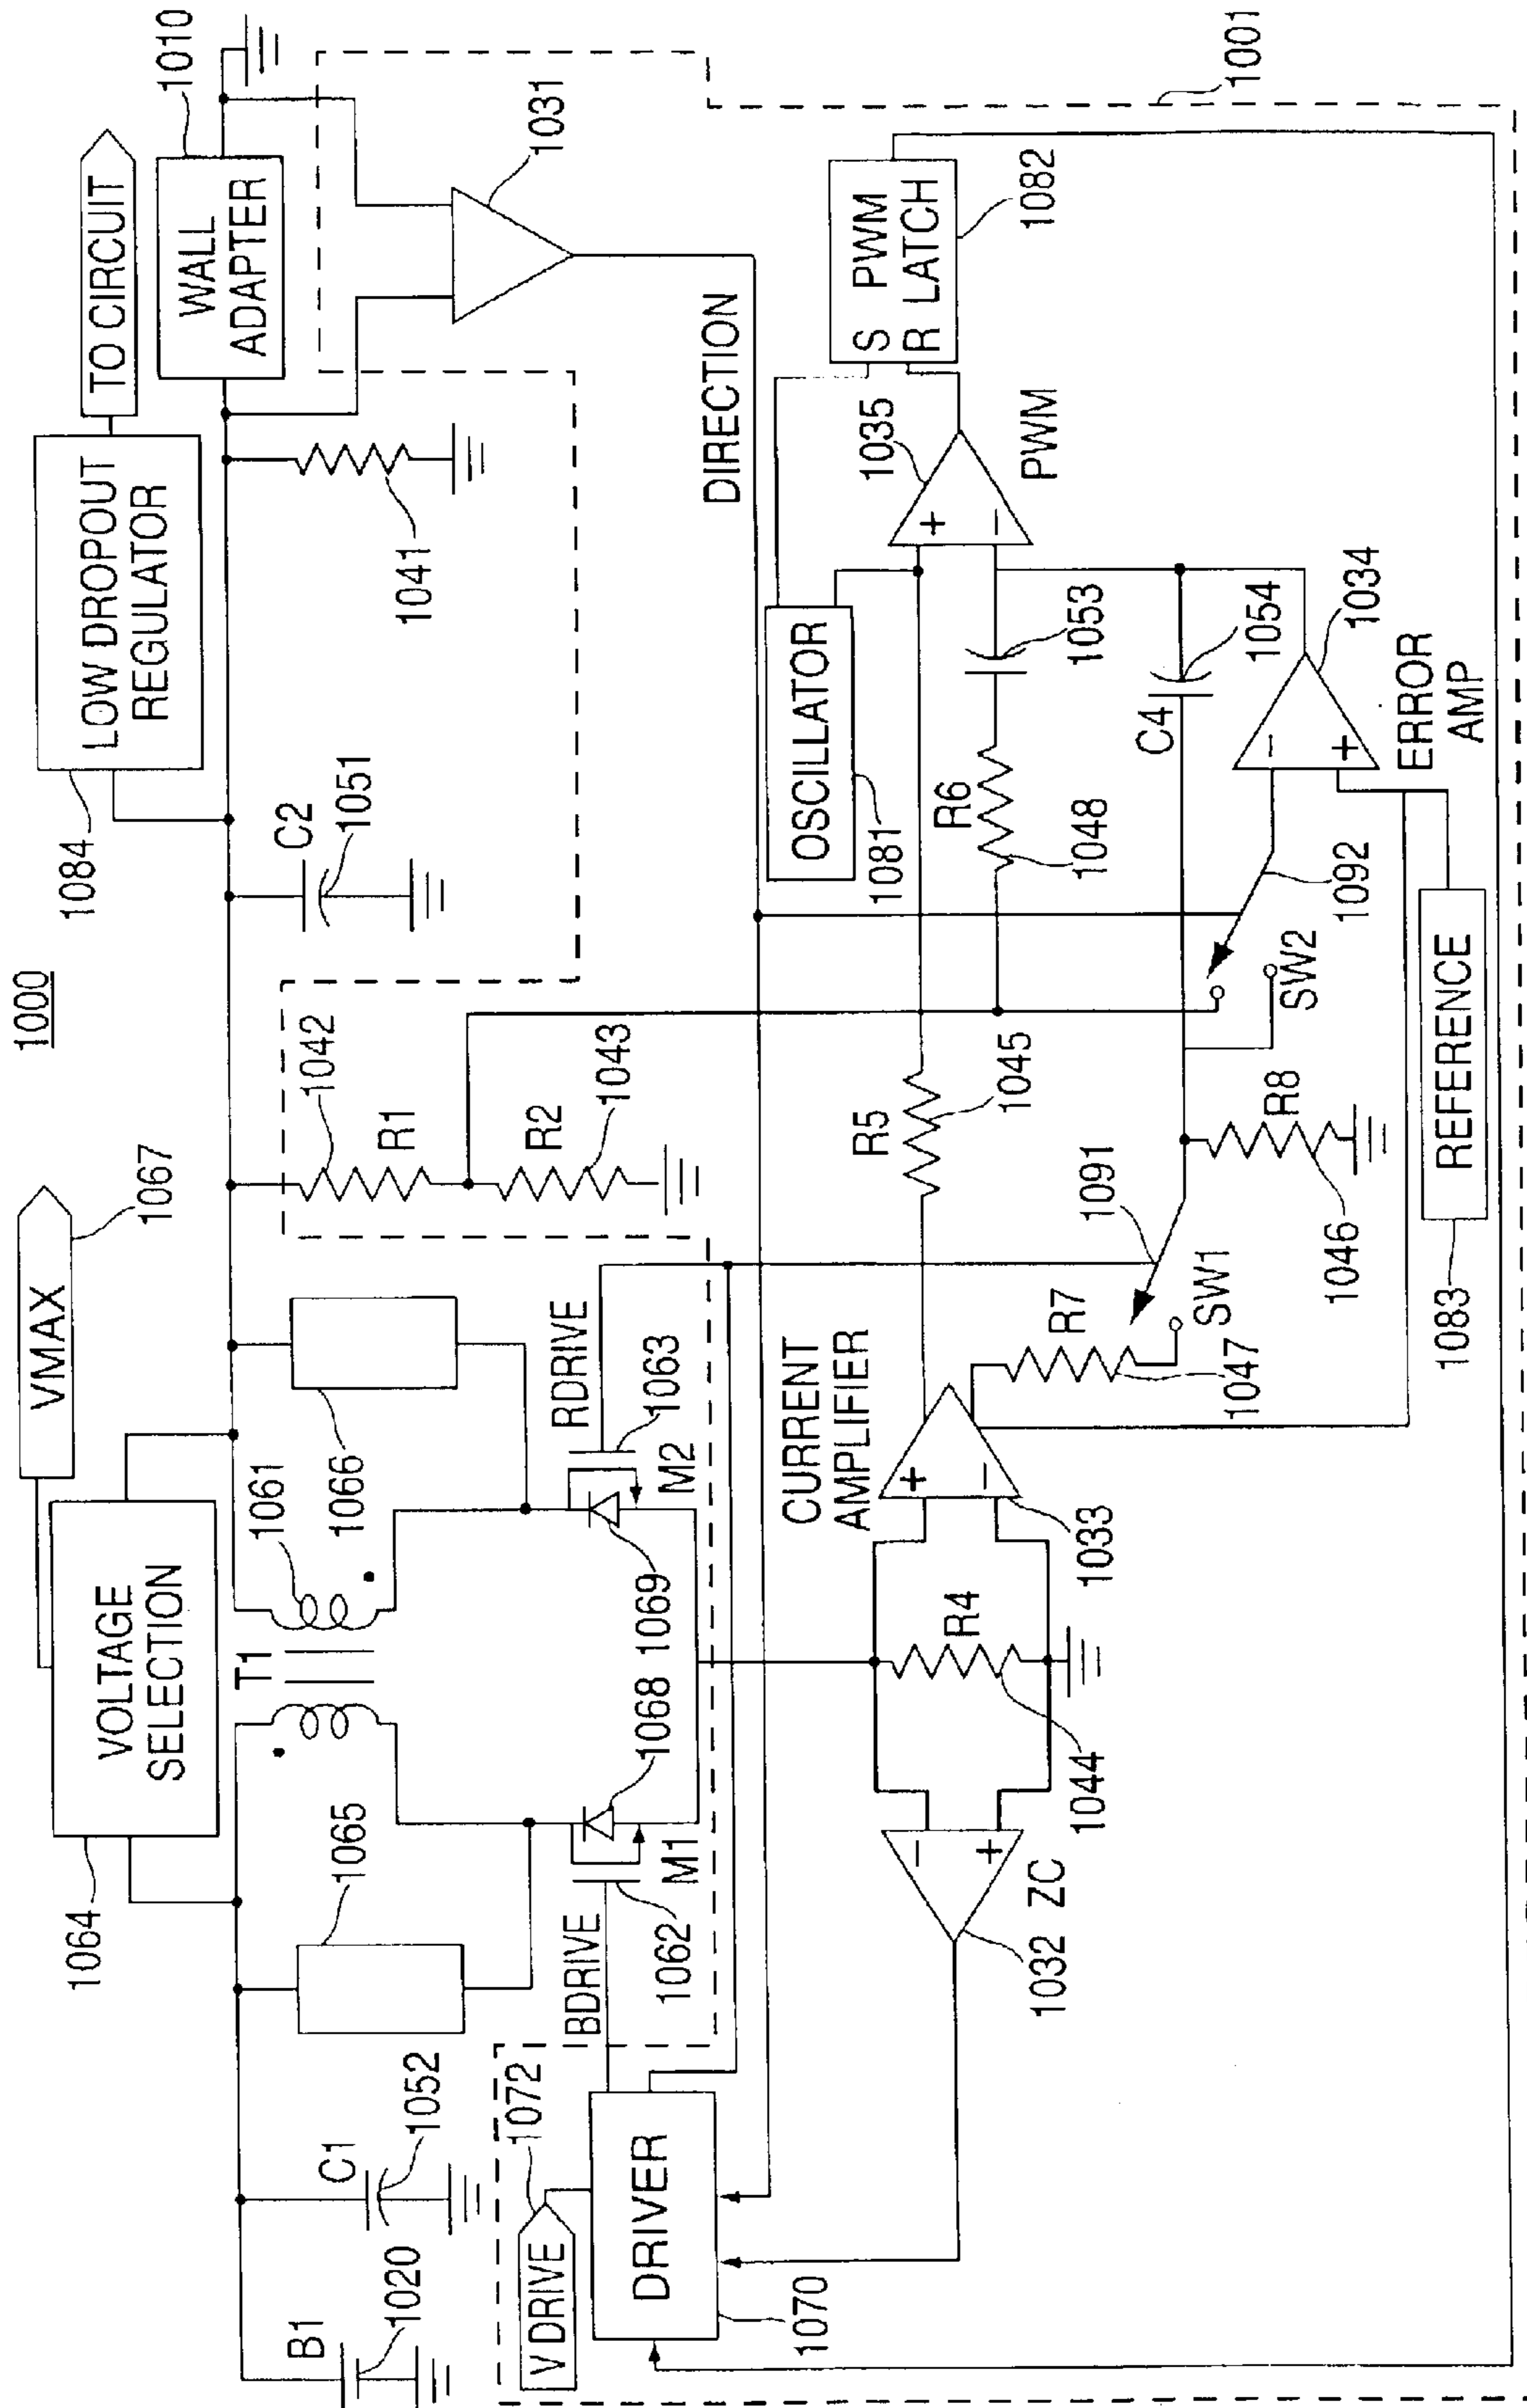 1000
VMAX
1067
VOLTAGE
SELECTION
1064
LOW DROPOUT
REGULATOR
1084
TO CIRCUIT
WALL
ADAPTER
1010
B1
1020
C1
1052
1065
T1
1061
1066
1042
R1
R2
1043
C2
1051
1041
1031
V DRIVE
1072
BDRIVE
1062
M1
1068
1069
M2
1063
RDRIVE
DIRECTION
DRIVER
1070
1032 ZC
−
+
R4
1044
CURRENT
AMPLIFIER
+
−
1033
R5
1045
R7
1047
SW1
1091
R8
1046
OSCILLATOR
1081
R6
1048
1053
C4
1054
1035
+
−
PWM
S PWM
R LATCH
1082
SW2
1092
−
+
1034
ERROR
AMP
REFERENCE
1083
1001